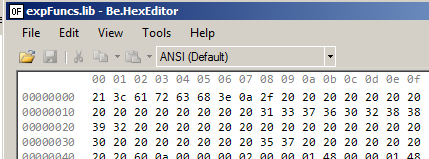 expFuncs.lib - Be.HexEditor
File Edit View Tools Help
ANSI (Default)
00 01 02 03 04 05 06 07 08 09 0a 0b 0c 0d 0e 0f
00000000 21 3c 61 72 63 68 3e 0a 2f 20 20 20 20 20 20 20
00000010 20 20 20 20 20 20 20 20 31 33 37 36 30 32 38 38
00000020 39 32 20 20 20 20 20 20 20 20 20 20 20 20 20 20
00000030 20 20 20 20 20 20 20 20 35 37 20 20 20 20 20 20
00000040 20 20 60 0a 00 00 00 02 00 00 01 48 00 00 01 48